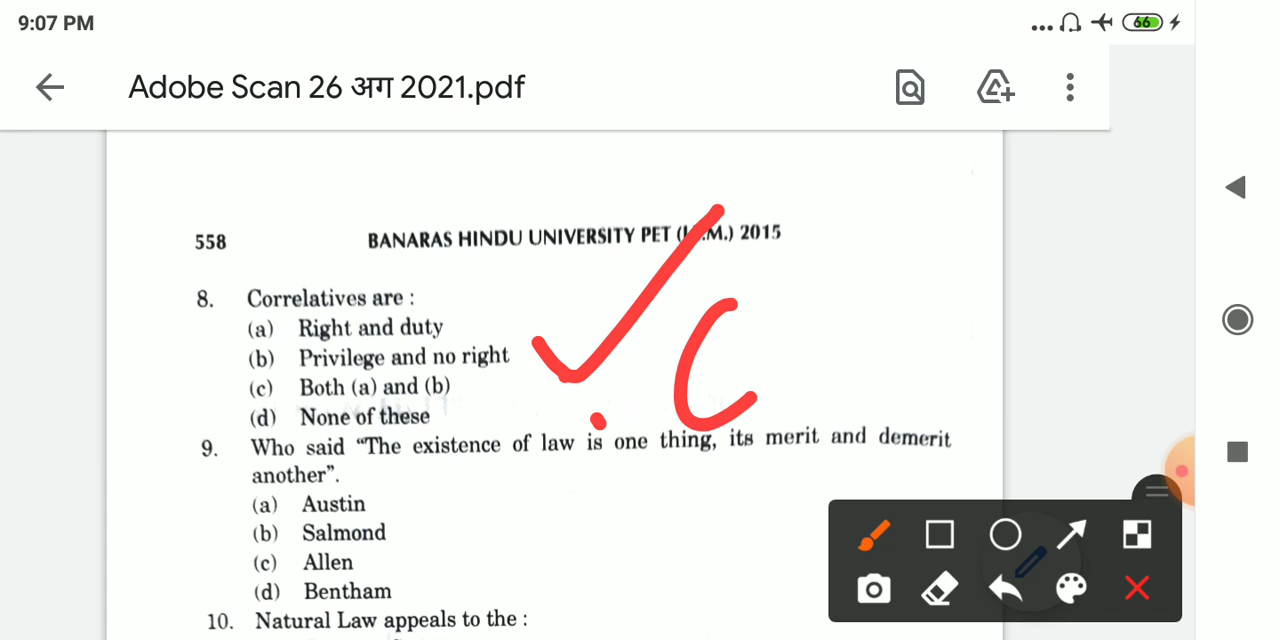 9:07 PM
66
Adobe Scan 26 अग 2021.pdf
558 BANARAS HINDU UNIVERSITY PET (L.M.) 2015
8. Correlatives are :
(a) Right and duty
(b) Privilege and no right
(c) Both (a) and (b)
(d) None of these
C
9. Who said “The existence of law is one thing, its merit and demerit
another”.
(a) Austin
(b) Salmond
(c) Allen
(d) Bentham
10. Natural Law appeals to the :